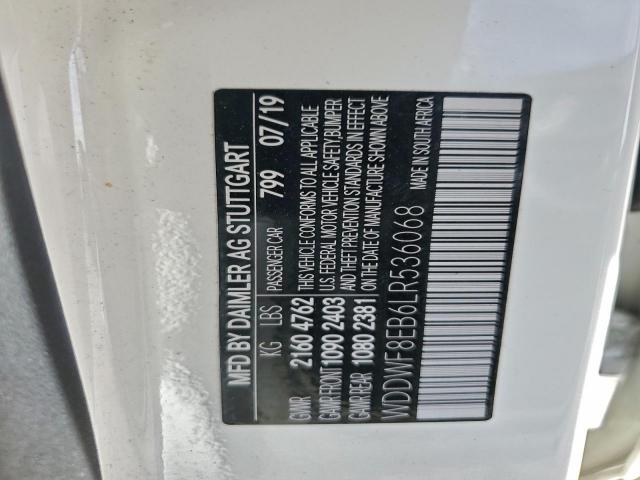 MFD BY DAIMLER AG STUTTGART
KG LBS PASSENGER CAR 799 07/19
GVWR 2160 4762 THIS VEHICLE CONFORMS TO ALL APPLICABLE
GAWR FRONT 1090 2403 U.S. FEDERAL MOTOR VEHICLE SAFETY, BUMPER
GAWR REAR 1080 2381 AND THEFT PREVENTION STANDARDS IN EFFECT
ON THE DATE OF MANUFACTURE SHOWN ABOVE
WDDWF8EB6LR536068 MADE IN SOUTH AFRICA